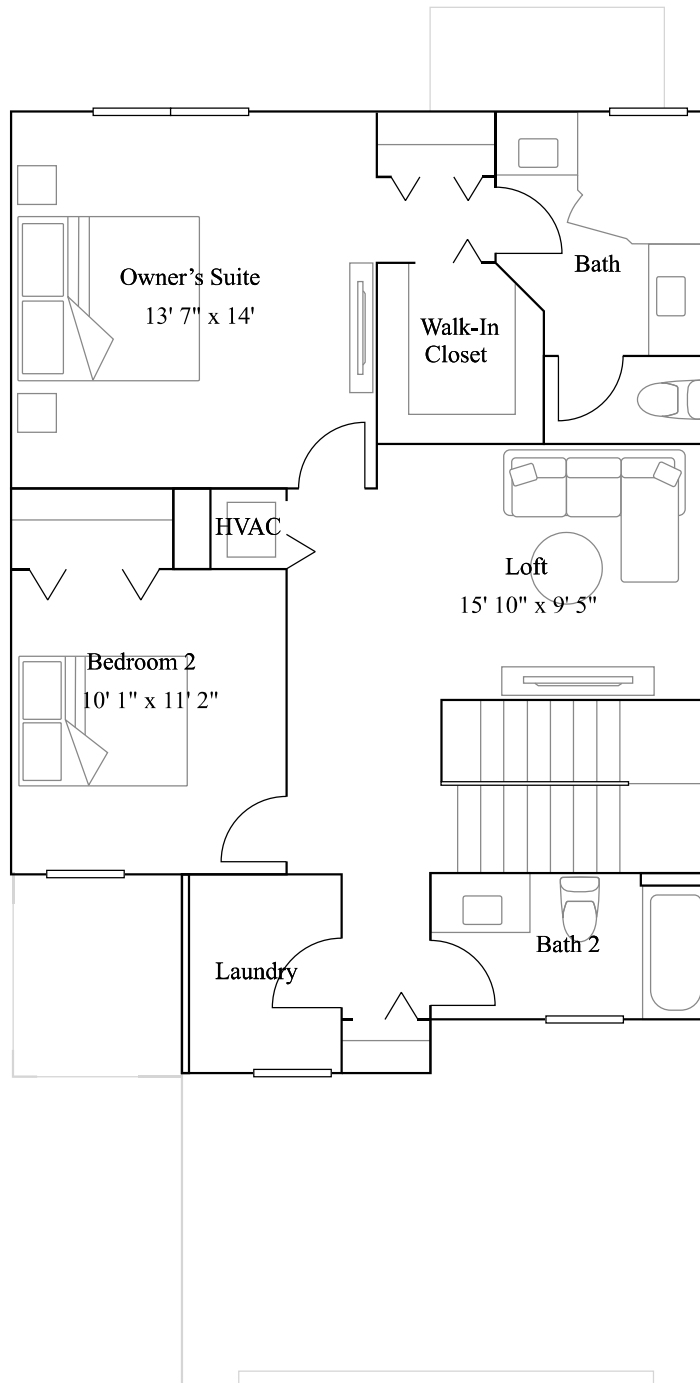 Owner’s Suite
13' 7" x 14'
Bath
Walk-In
Closet
HVAC
Loft
15' 10" x 9' 5"
Bedroom 2
10' 1" x 11' 2"
Bath 2
Laundry